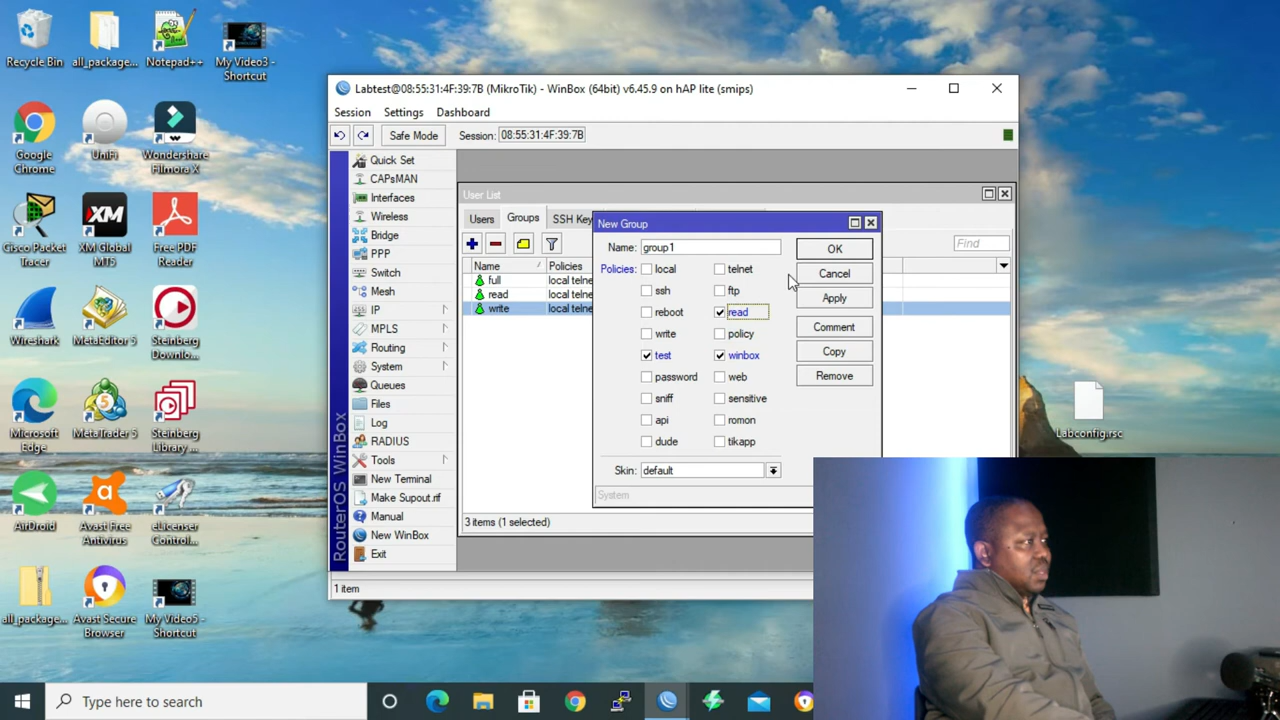 Recycle Bin
all_package...
Notepad++
My Video3 -
Shortcut
Google
Chrome
UniFi
Wondershare
Filmora X
Cisco Packet
Tracer
XM Global
MT5
Free PDF
Reader
Wireshark
MetaEditor 5
Steinberg
Downlo...
Microsoft
Edge
MetaTrader 5
Steinberg
Library ...
AirDroid
Avast Free
Antivirus
eLicenser
Control...
all_package...
Avast Secure
Browser
My Video5 -
Shortcut
Labconfig.rsc
Labtest@08:55:31:4F:39:7B (MikroTik) - WinBox (64bit) v6.45.9 on hAP lite (smips)
Session Settings Dashboard
Safe Mode Session: 08:55:31:4F:39:7B
RouterOS WinBox
Quick Set
CAPsMAN
Interfaces
Wireless
Bridge
PPP
Switch
Mesh
IP
MPLS
Routing
System
Queues
Files
Log
RADIUS
Tools
New Terminal
Make Supout.rif
Manual
New WinBox
Exit
1 item
User List
Users Groups SSH Key
Find
Name Policies
full local telne
read local telne
write local telne
3 items (1 selected)
New Group
Name: group1
Policies: local telnet
ssh ftp
reboot read
write policy
test winbox
password web
sniff sensitive
api romon
dude tikapp
Skin: default
System
OK
Cancel
Apply
Comment
Copy
Remove
XM
Type here to search